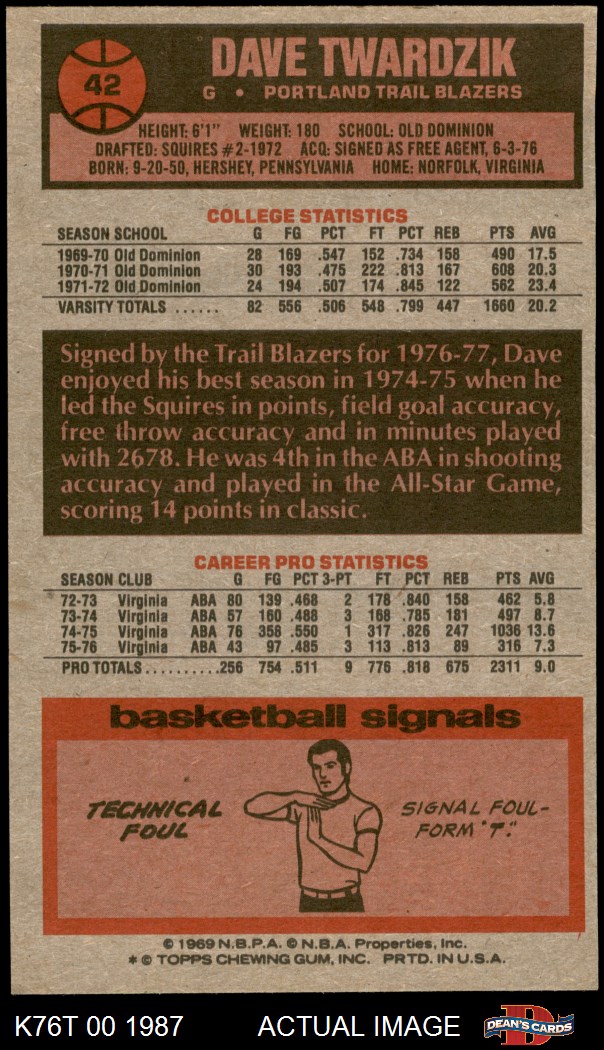 42
DAVE TWARDZIK
G • PORTLAND TRAIL BLAZERS
HEIGHT: 6'1" WEIGHT: 180 SCHOOL: OLD DOMINION
DRAFTED: SQUIRES #2-1972 ACQ: SIGNED AS FREE AGENT, 6-3-76
BORN: 9-20-50, HERSHEY, PENNSYLVANIA HOME: NORFOLK, VIRGINIA
COLLEGE STATISTICS
SEASON SCHOOL G FG PCT FT PCT REB PTS AVG
1969-70 Old Dominion 28 169 .547 152 .734 158 490 17.5
1970-71 Old Dominion 30 193 .475 222 .813 167 608 20.3
1971-72 Old Dominion 24 194 .507 174 .845 122 562 23.4
VARSITY TOTALS ...... 82 556 .506 548 .799 447 1660 20.2
Signed by the Trail Blazers for 1976-77, Dave
enjoyed his best season in 1974-75 when he
led the Squires in points, field goal accuracy,
free throw accuracy and in minutes played
with 2678. He was 4th in the ABA in shooting
accuracy and played in the All-Star Game,
scoring 14 points in classic.
CAREER PRO STATISTICS
SEASON CLUB G FG PCT 3-PT FT PCT REB PTS AVG
72-73 Virginia ABA 80 139 .468 2 178 .840 158 462 5.8
73-74 Virginia ABA 57 160 .488 3 168 .785 181 497 8.7
74-75 Virginia ABA 76 358 .550 1 317 .826 247 1036 13.6
75-76 Virginia ABA 43 97 .485 3 113 .813 89 316 7.3
PRO TOTALS.......... 256 754 .511 9 776 .818 675 2311 9.0
basketball signals
TECHNICAL
FOUL
SIGNAL FOUL-
FORM "T."
© 1969 N.B.P.A. © N.B.A. Properties, Inc.
* © TOPPS CHEWING GUM, INC. PRTD. IN U.S.A.
K76T 00 1987 ACTUAL IMAGE
D
DEAN'S CARDS